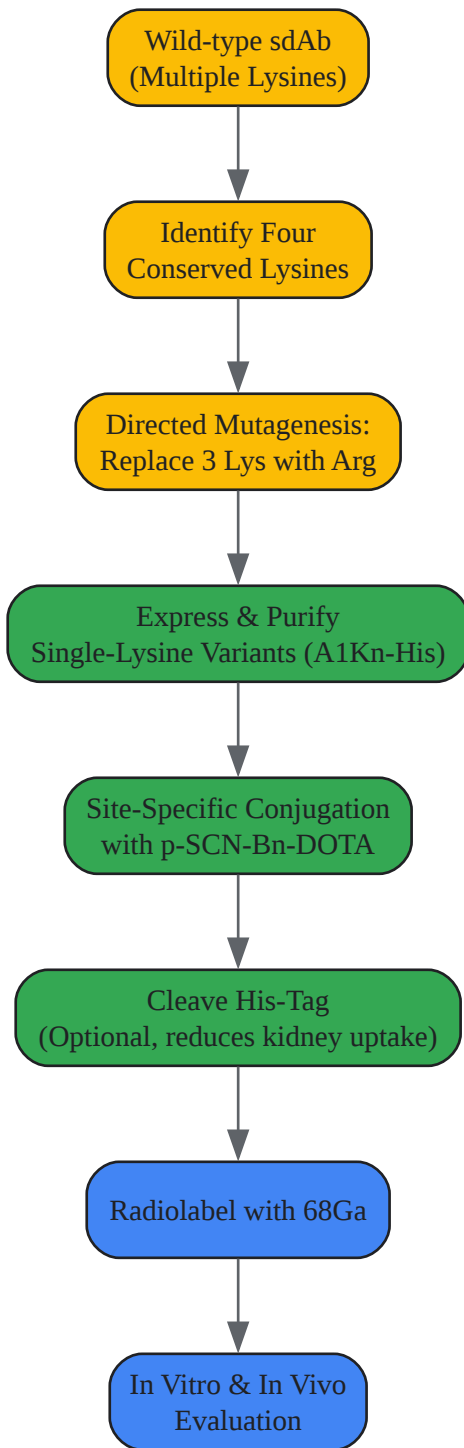 Wild-type sdAb
(Multiple Lysines)
Identify Four
Conserved Lysines
Directed Mutagenesis:
Replace 3 Lys with Arg
Express & Purify
Single-Lysine Variants (A1Kn-His)
Site-Specific Conjugation
with p-SCN-Bn-DOTA
Cleave His-Tag
(Optional, reduces kidney uptake)
Radiolabel with 68Ga
In Vitro & In Vivo
Evaluation